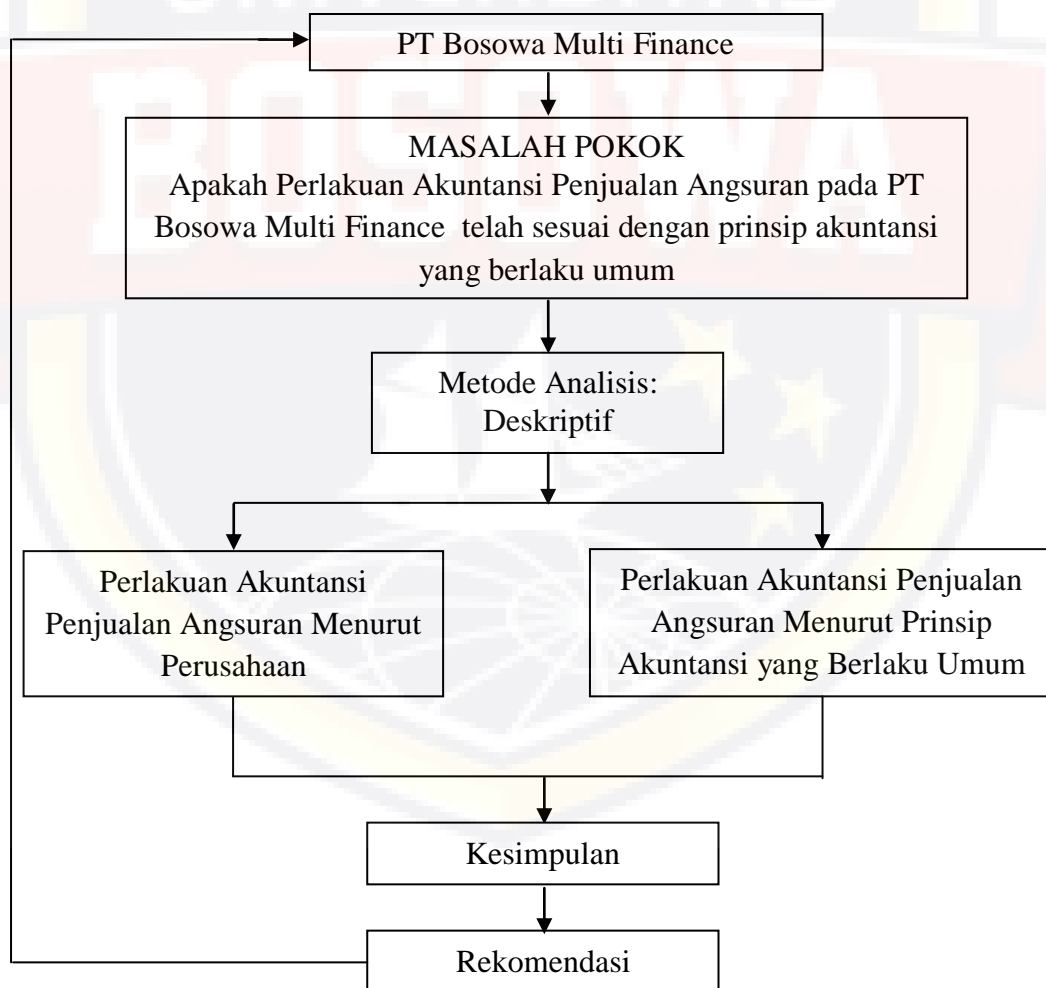 BOSOWA
PT Bosowa Multi Finance
MASALAH POKOK
Apakah Perlakuan Akuntansi Penjualan Angsuran pada PT
Bosowa Multi Finance telah sesuai dengan prinsip akuntansi
yang berlaku umum
Metode Analisis:
Deskriptif
Perlakuan Akuntansi
Penjualan Angsuran Menurut
Perusahaan
Perlakuan Akuntansi Penjualan
Angsuran Menurut Prinsip
Akuntansi yang Berlaku Umum
Kesimpulan
Rekomendasi